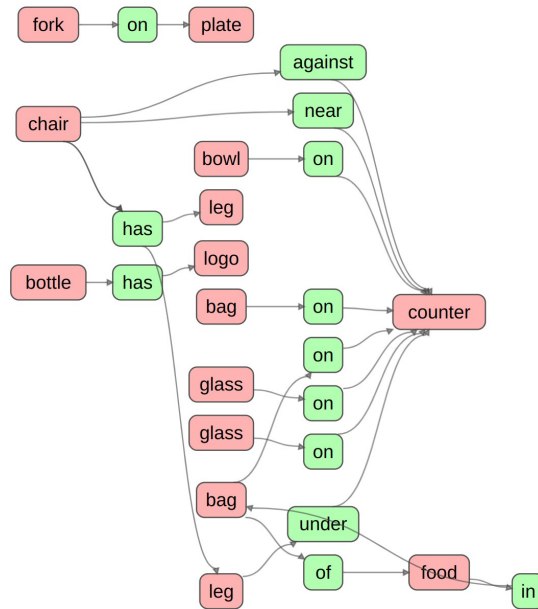 fork on plate
against
chair near
bowl on
leg
has
logo
bottle has
bag on counter
on
glass on
glass on
bag
under
of food
leg in